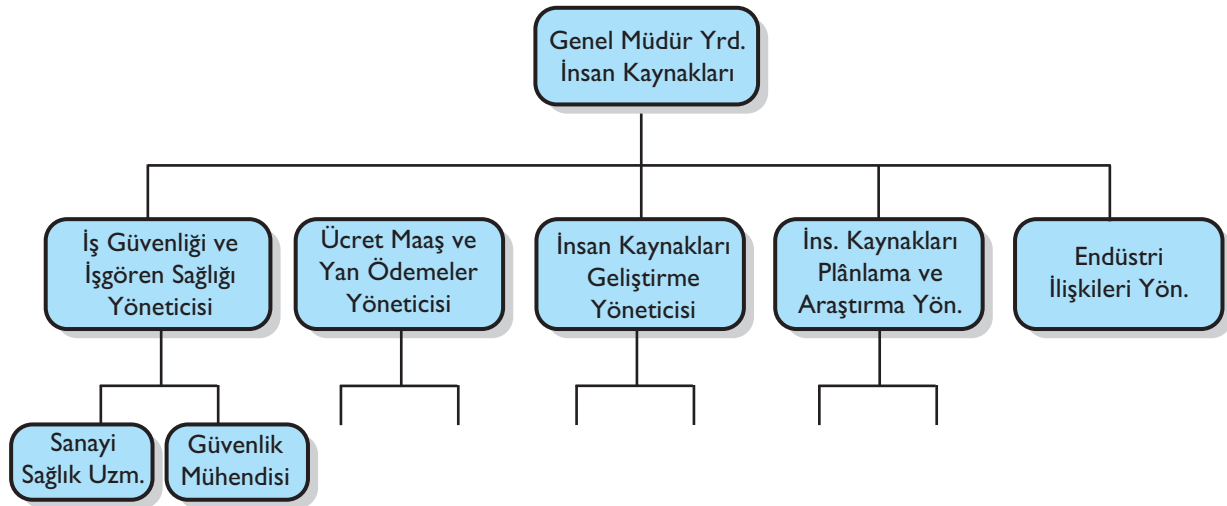 Genel Müdür Yrd.
İnsan Kaynakları
İş Güvenliği ve
İşgören Sağlığı
Yöneticisi
Ücret Maaş ve
Yan Ödemeler
Yöneticisi
İnsan Kaynakları
Geliştirme
Yöneticisi
İns. Kaynakları
Plânlama ve
Araştırma Yön.
Endüstri
İlişkileri Yön.
Sanayi
Sağlık Uzm.
Güvenlik
Mühendisi